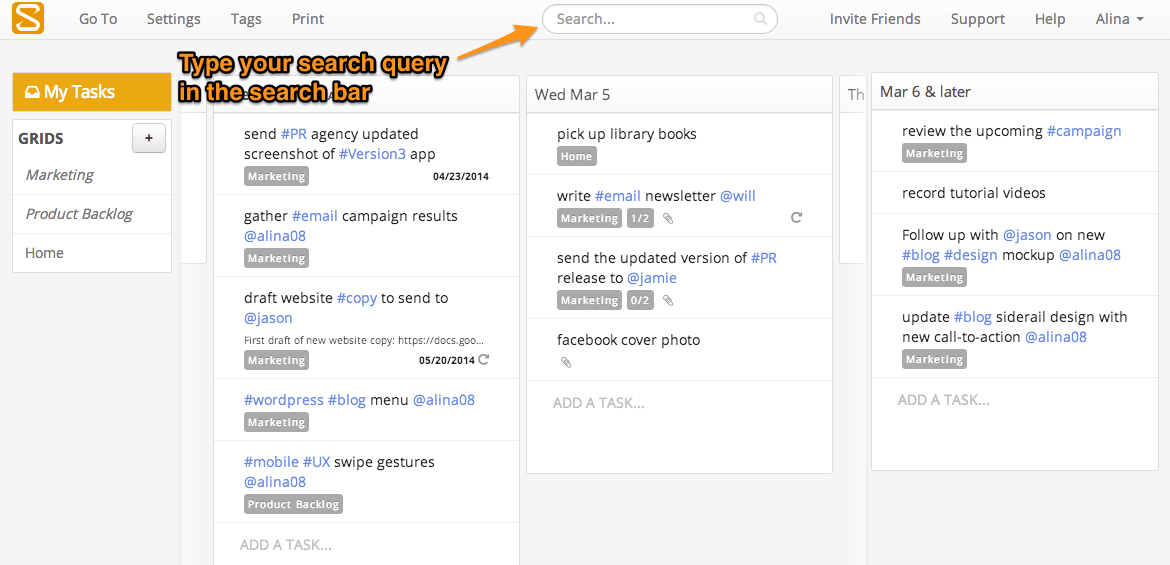 S
Go To
Settings
Tags
Print
Search...
Invite Friends
Support
Help
Alina
Type your search query
in the search bar
My Tasks
GRIDS
+
Marketing
Product Backlog
Home
send #PR agency updated
screenshot of #Version3 app
Marketing
04/23/2014
gather #email campaign results
@alina08
Marketing
draft website #copy to send to
@jason
First draft of new website copy: https://docs.goo...
Marketing
05/20/2014
#wordpress #blog menu @alina08
Marketing
#mobile #UX swipe gestures
@alina08
Product Backlog
ADD A TASK...
Wed Mar 5
pick up library books
Home
write #email newsletter @will
Marketing 1/2
send the updated version of #PR
release to @jamie
Marketing 0/2
facebook cover photo
ADD A TASK...
Th
Mar 6 & later
review the upcoming #campaign
Marketing
record tutorial videos
Follow up with @jason on new
#blog #design mockup @alina08
Marketing
update #blog siderail design with
new call-to-action @alina08
Marketing
ADD A TASK...